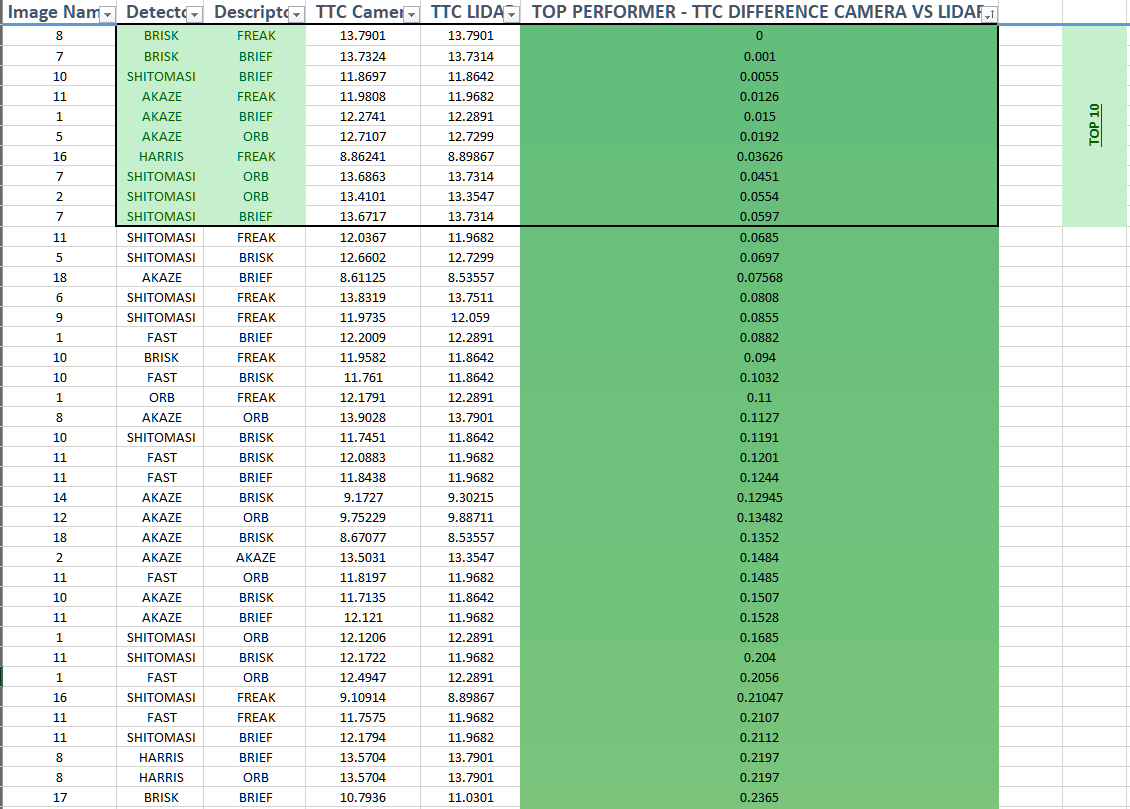 Image Nam Detecto Descripto TTC Camer TTC LIDA TOP PERFORMER - TTC DIFFERENCE CAMERA VS LIDAR
8 BRISK FREAK 13.7901 13.7901 0
7 BRISK BRIEF 13.7324 13.7314 0.001
10 SHITOMASI BRIEF 11.8697 11.8642 0.0055
11 AKAZE FREAK 11.9808 11.9682 0.0126
1 AKAZE BRIEF 12.2741 12.2891 0.015
5 AKAZE ORB 12.7107 12.7299 0.0192
16 HARRIS FREAK 8.86241 8.89867 0.03626
7 SHITOMASI ORB 13.6863 13.7314 0.0451
2 SHITOMASI ORB 13.4101 13.3547 0.0554
7 SHITOMASI BRIEF 13.6717 13.7314 0.0597
TOP 10
11 SHITOMASI FREAK 12.0367 11.9682 0.0685
5 SHITOMASI BRISK 12.6602 12.7299 0.0697
18 AKAZE BRIEF 8.61125 8.53557 0.07568
6 SHITOMASI FREAK 13.8319 13.7511 0.0808
9 SHITOMASI FREAK 11.9735 12.059 0.0855
1 FAST BRIEF 12.2009 12.2891 0.0882
10 BRISK FREAK 11.9582 11.8642 0.094
10 FAST BRISK 11.761 11.8642 0.1032
1 ORB FREAK 12.1791 12.2891 0.11
8 AKAZE ORB 13.9028 13.7901 0.1127
10 SHITOMASI BRISK 11.7451 11.8642 0.1191
11 FAST BRISK 12.0883 11.9682 0.1201
11 FAST BRIEF 11.8438 11.9682 0.1244
14 AKAZE BRISK 9.1727 9.30215 0.12945
12 AKAZE ORB 9.75229 9.88711 0.13482
18 AKAZE BRISK 8.67077 8.53557 0.1352
2 AKAZE AKAZE 13.5031 13.3547 0.1484
11 FAST ORB 11.8197 11.9682 0.1485
10 AKAZE BRISK 11.7135 11.8642 0.1507
11 AKAZE BRIEF 12.121 11.9682 0.1528
1 SHITOMASI ORB 12.1206 12.2891 0.1685
11 SHITOMASI BRISK 12.1722 11.9682 0.204
1 FAST ORB 12.4947 12.2891 0.2056
16 SHITOMASI FREAK 9.10914 8.89867 0.21047
11 FAST FREAK 11.7575 11.9682 0.2107
11 SHITOMASI BRIEF 12.1794 11.9682 0.2112
8 HARRIS BRIEF 13.5704 13.7901 0.2197
8 HARRIS ORB 13.5704 13.7901 0.2197
17 BRISK BRIEF 10.7936 11.0301 0.2365